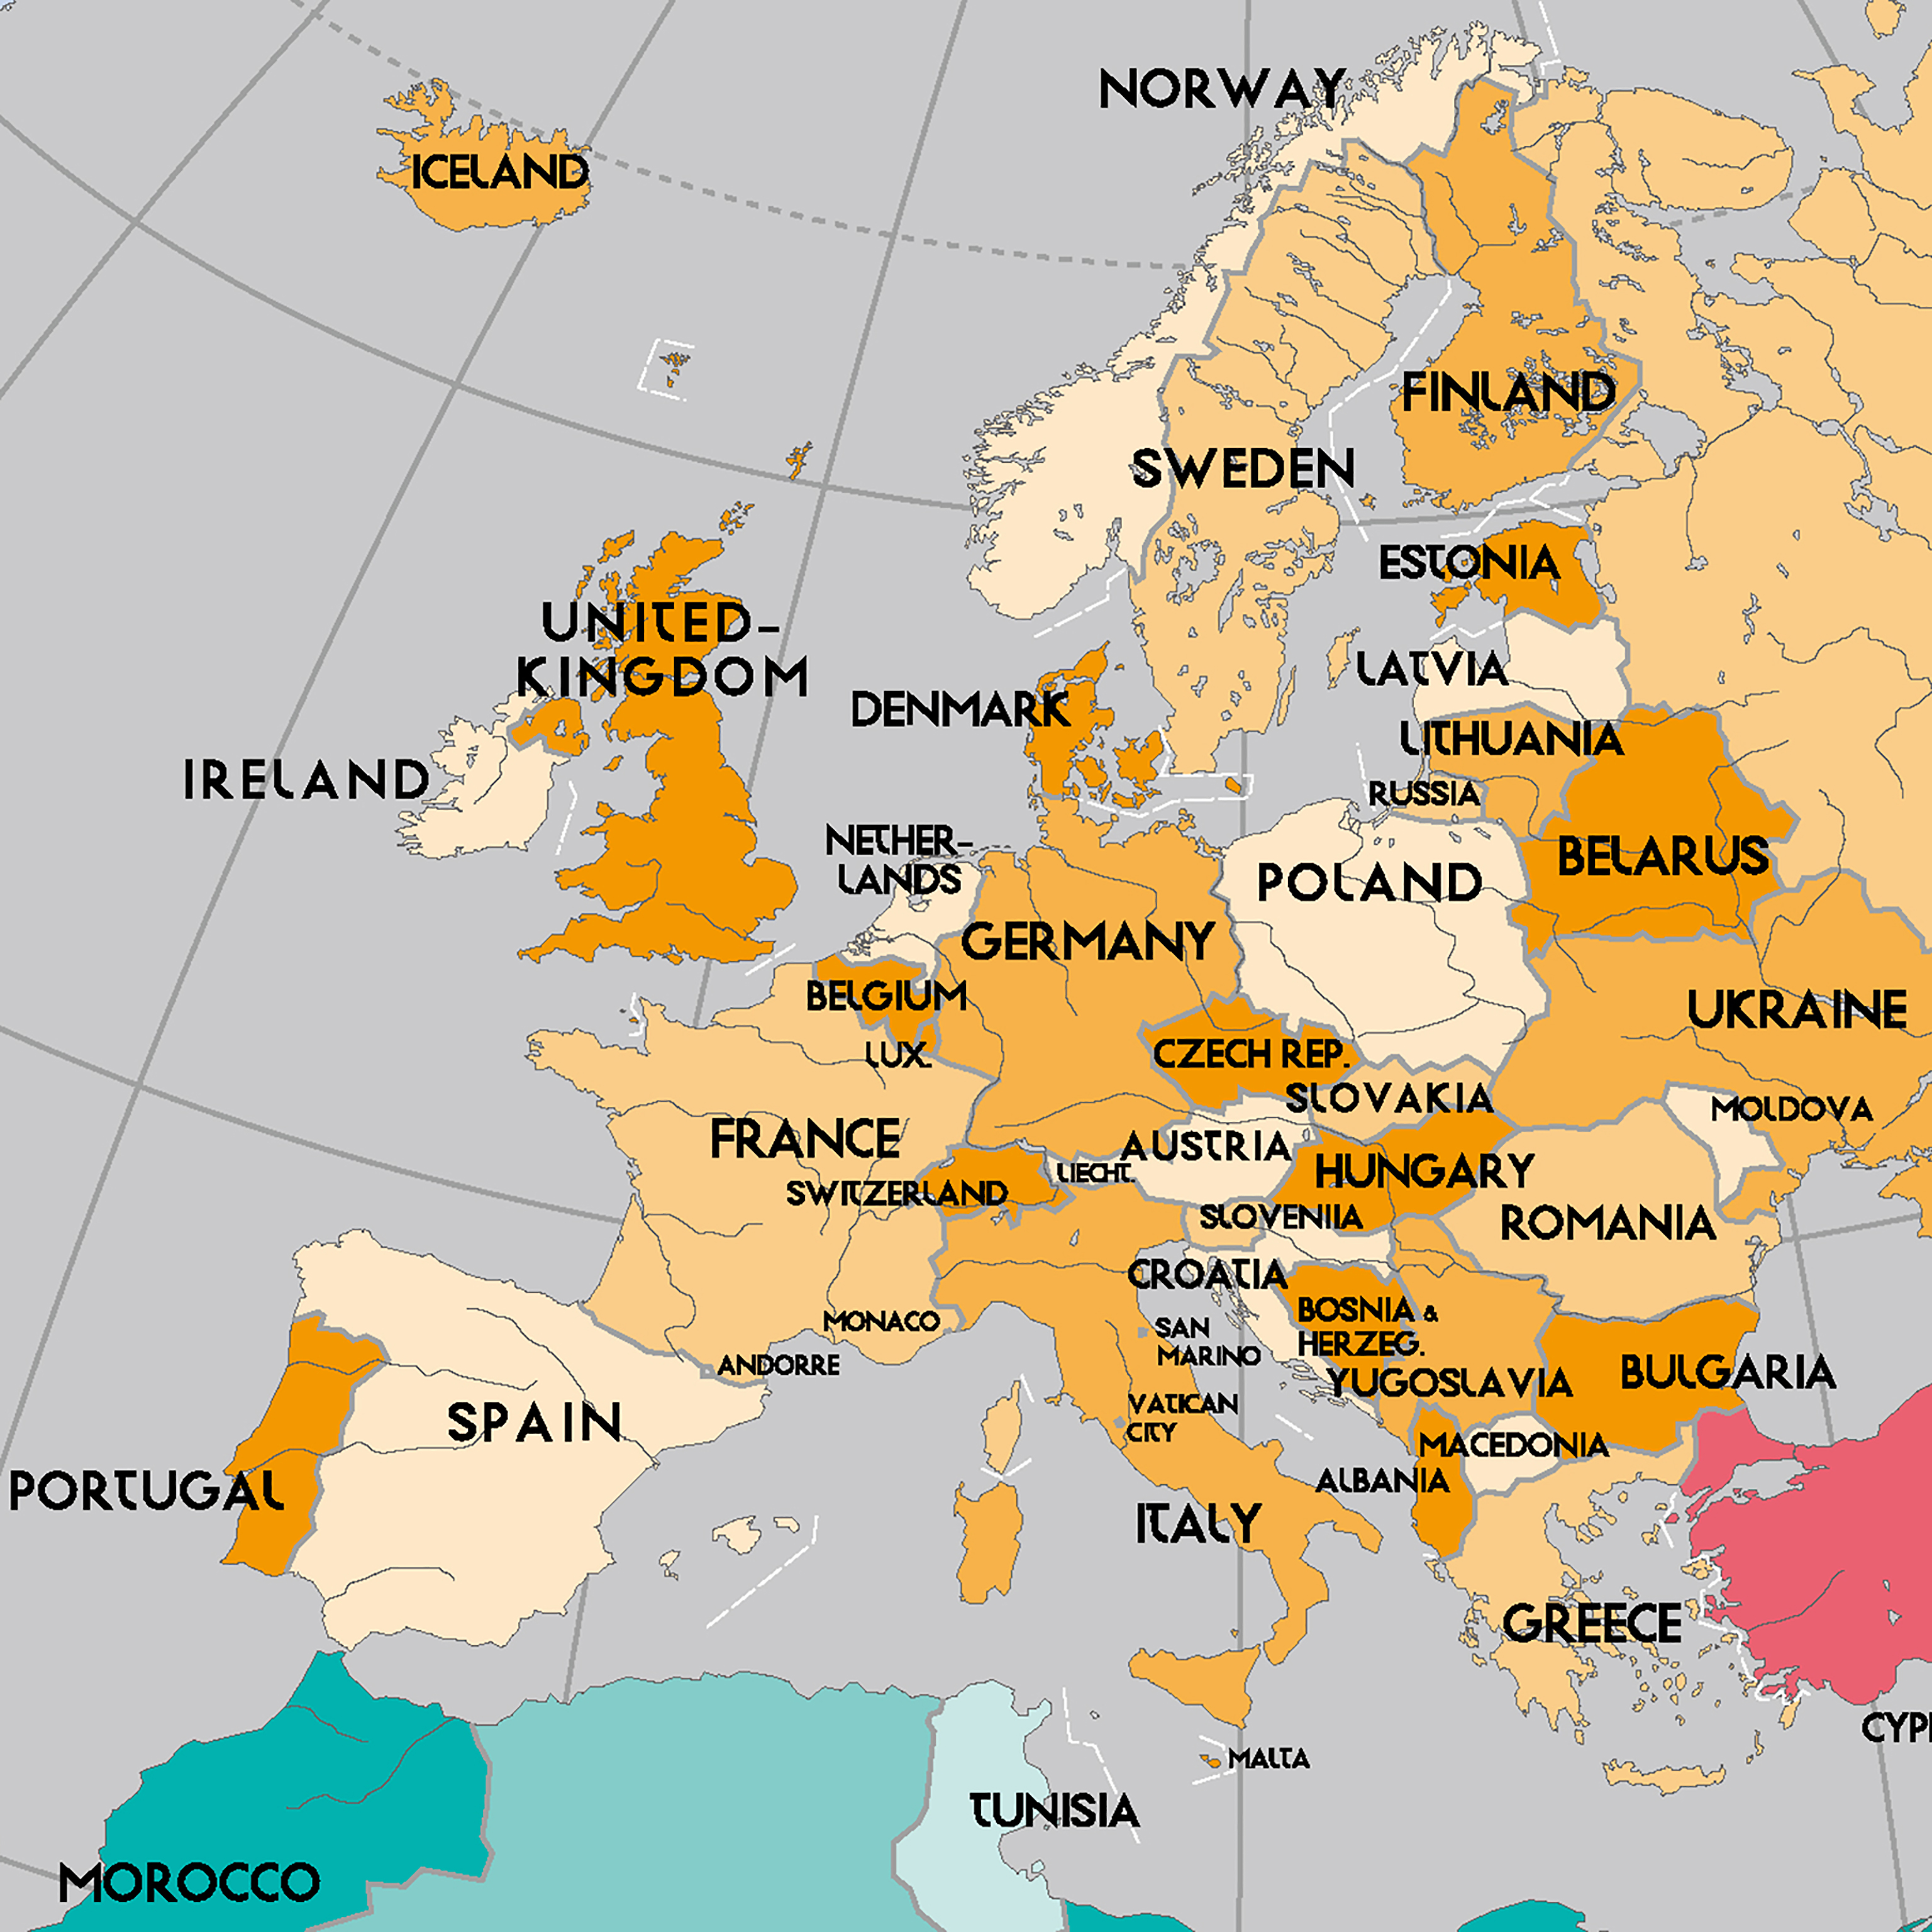 NORWAY
ICELAND
FINLAND
SWEDEN
ESTONIA
UNITED-
KINGDOM
LATVIA
DENMARK
LITHUANIA
IRELAND
RUSSIA
NETHER-
LANDS
BELARUS
POLAND
GERMANY
BELGIUM
UKRAINE
LUX.
CZECH REP.
SLOVAKIA
MOLDOVA
FRANCE
AUSTRIA
LIECHT.
HUNGARY
SWITZERLAND
SLOVENIIA
ROMANIA
CROATIA
BOSNIA &
HERZEG.
MONACO
SAN
MARINO
ANDORRE
YUGOSLAVIA
BULGARIA
VATICAN
CITY
SPAIN
MACEDONIA
ALBANIA
PORTUGAL
ITALY
GREECE
CYP
MALTA
TUNISIA
MOROCCO